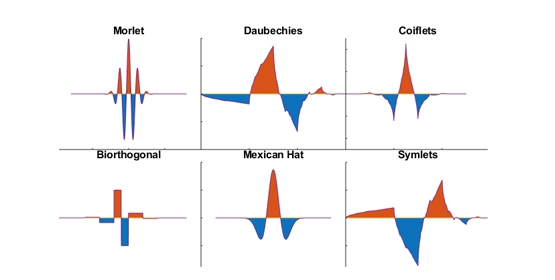 Morlet
Daubechies
Coiflets
Biorthogonal
Mexican Hat
Symlets